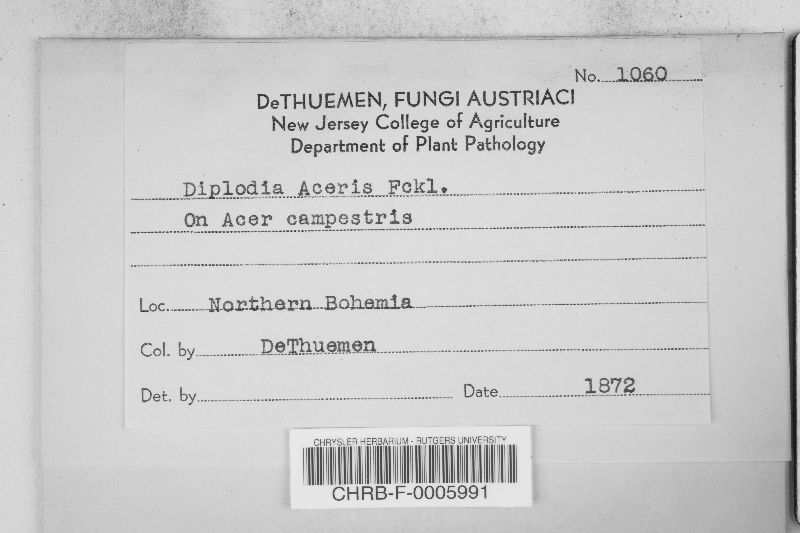 No. 1060
DeTHUEMEN, FUNGI AUSTRIACI
New Jersey College of Agriculture
Department of Plant Pathology
Diplodia Aceris Fckl.
On Acer campestris
Loc. Northern Bohemia
Col. by DeThuemen
Det. by Date 1872
CHRYSLER HERBARIUM - RUTGERS UNIVERSITY
CHRB-F-0005991